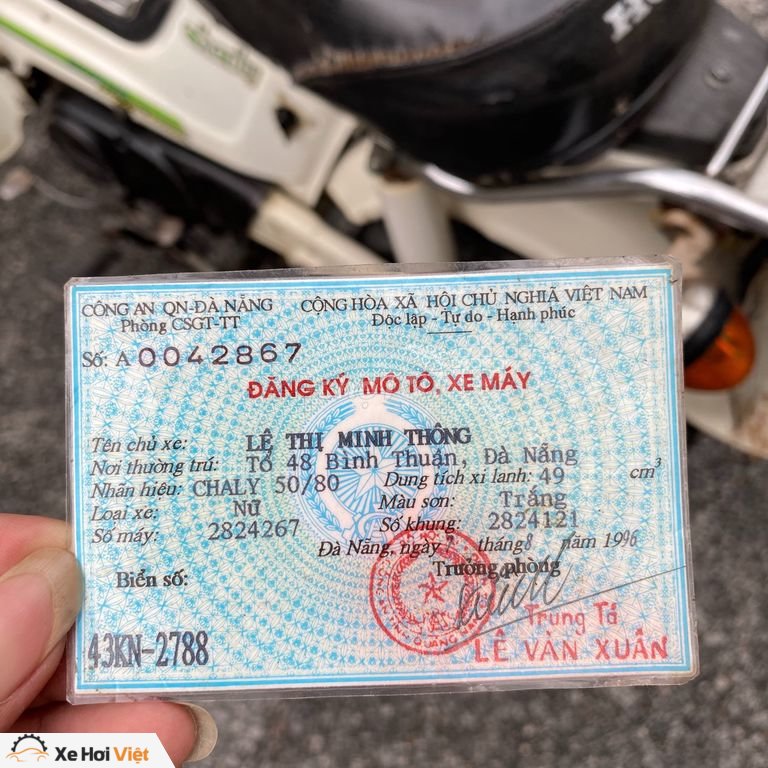 CÔNG AN QN-ĐÀ NẴNG
Phòng CSGT-TT
CỘNG HÒA XÃ HỘI CHỦ NGHĨA VIỆT NAM
Độc lập - Tự do - Hạnh phúc
Số: A 0042867
ĐĂNG KÝ MÔ TÔ, XE MÁY
Tên chủ xe: LÊ THỊ MINH THÔNG
Nơi thường trú: Tổ 48 Bình Thuận, Đà Nẵng
Nhãn hiệu: CHALY 50/80 Dung tích xi lanh: 49 cm³
Loại xe: Nữ Màu sơn: Trắng
Số máy: 2824267 Số khung: 2824121
Đà Nẵng, ngày tháng 8 năm 1996
Biển số: Trưởng phòng
43KN-2788
Trung Tá
LÊ VĂN XUÂN
Xe Hơi Việt